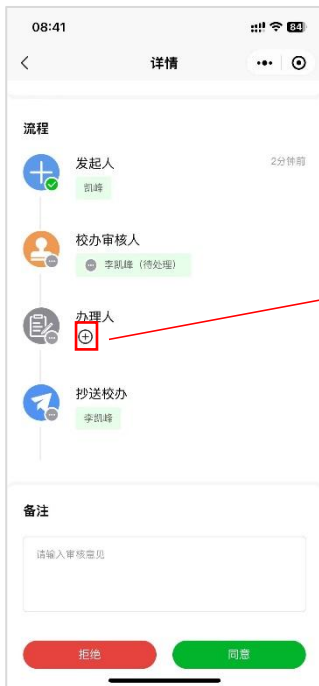 08:41
84
详情
流程
发起人
2分钟前
凯峰
校办审核人
李凯峰（待处理）
办理人
抄送校办
李凯峰
备注
请输入审核意见
拒绝
同意